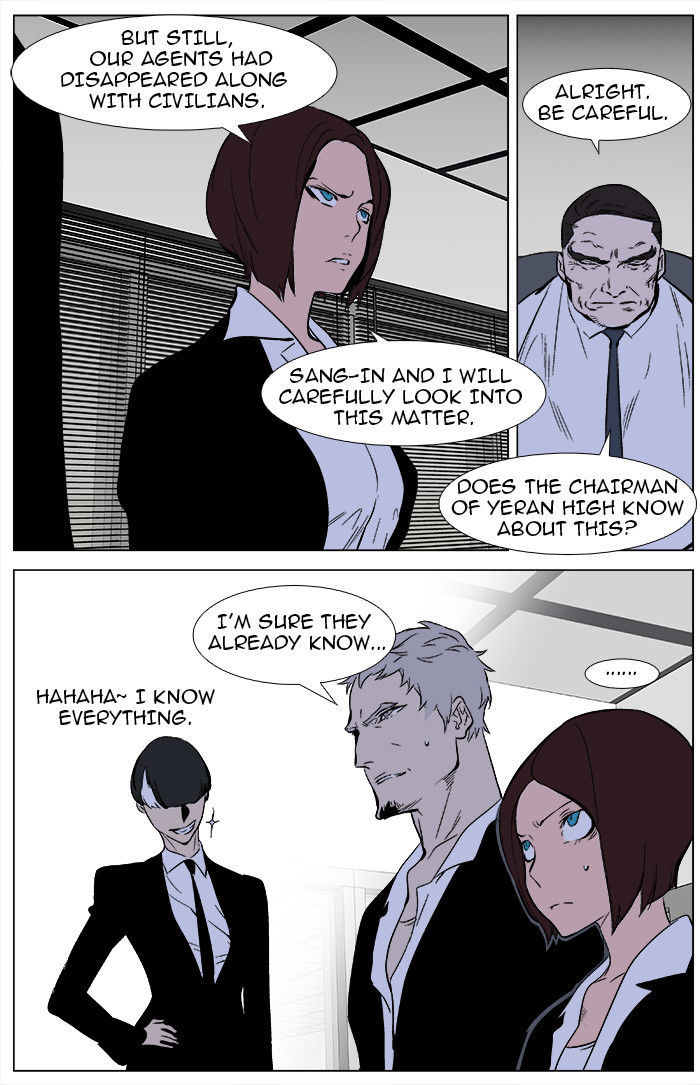 BUT STILL,
OUR AGENTS HAD
DISAPPEARED ALONG
WITH CIVILIANS.
SANG-IN AND I WILL
CAREFULLY LOOK INTO
THIS MATTER.
ALRIGHT.
BE CAREFUL.
DOES THE CHAIRMAN
OF YERAN HIGH KNOW
ABOUT THIS?
I'M SURE THEY
ALREADY KNOW...
HAHAHA~ I KNOW
EVERYTHING.
......